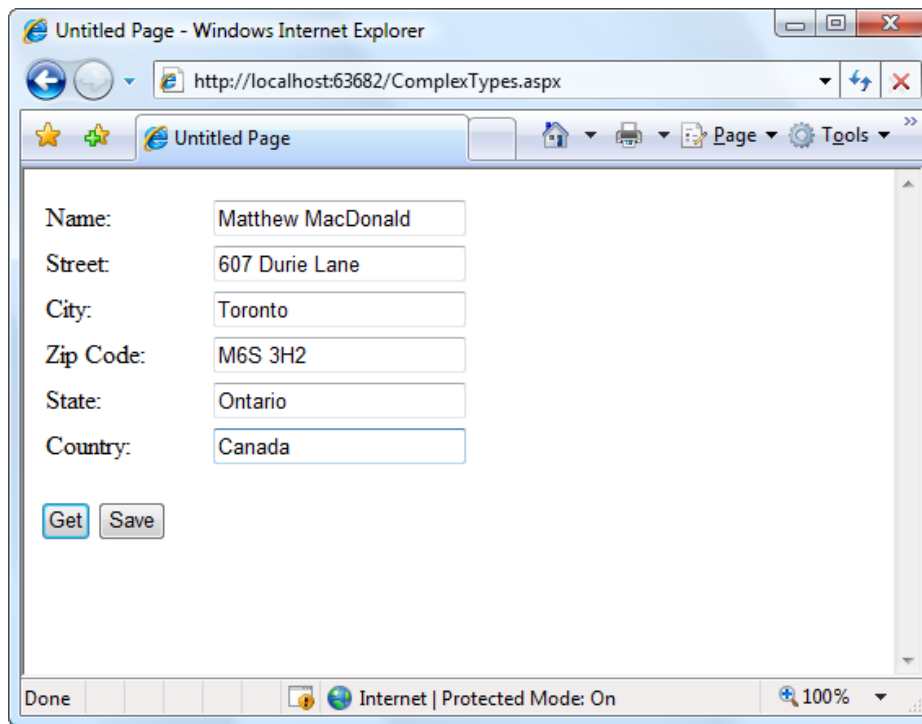 Untitled Page - Windows Internet Explorer
http://localhost:63682/ComplexTypes.aspx
Untitled Page
Page
Tools
»
Name: Matthew MacDonald
Street: 607 Durie Lane
City: Toronto
Zip Code: M6S 3H2
State: Ontario
Country: Canada
Get Save
Done Internet | Protected Mode: On 100%